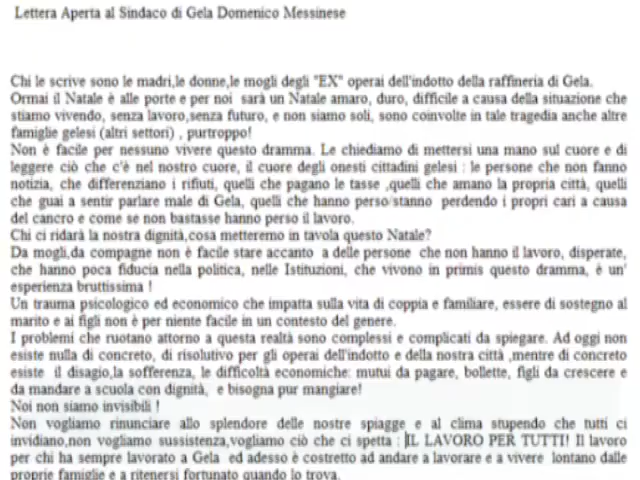 Lettera Aperta al Sindaco di Gela Domenico Messinese
Chi le scrive sono le madri,le donne,le mogli degli "EX" operai dell'indotto della raffineria di Gela.
Ormai il Natale è alle porte e per noi sarà un Natale amaro, duro, difficile a causa della situazione che
stiamo vivendo, senza lavoro,senza futuro, e non siamo soli, sono coinvolte in tale tragedia anche altre
famiglie gelesi (altri settori) , purtroppo!
Non è facile per nessuno vivere questo dramma. Le chiediamo di mettersi una mano sul cuore e di
leggere ciò che c'è nel nostro cuore, il cuore degli onesti cittadini gelesi : le persone che non fanno
notizia, che differenziano i rifiuti, quelli che pagano le tasse ,quelli che amano la propria città, quelli
che guai a sentir parlare male di Gela, quelli che hanno perso/stanno perdendo i propri cari a causa
del cancro e come se non bastasse hanno perso il lavoro.
Chi ci ridarà la nostra dignità,cosa metteremo in tavola questo Natale?
Da mogli,da compagne non è facile stare accanto a delle persone che non hanno il lavoro, disperate,
che hanno poca fiducia nella politica, nelle Istituzioni, che vivono in primis questo dramma, è un'
esperienza bruttissima !
Un trauma psicologico ed economico che impatta sulla vita di coppia e familiare, essere di sostegno al
marito e ai figli non è per niente facile in un contesto del genere.
I problemi che ruotano attorno a questa realtà sono complessi e complicati da spiegare. Ad oggi non
esiste nulla di concreto, di risolutivo per gli operai dell'indotto e della nostra città ,mentre di concreto
esiste il disagio,la sofferenza, le difficoltà economiche: mutui da pagare, bollette, figli da crescere e
da mandare a scuola con dignità, e bisogna pur mangiare!
Noi non siamo invisibili !
Non vogliamo rinunciare allo splendore delle nostre spiagge e al clima stupendo che tutti ci
invidiano,non vogliamo sussistenza,vogliamo ciò che ci spetta : IL LAVORO PER TUTTI! Il lavoro
per chi ha sempre lavorato a Gela ed adesso è costretto ad andare a lavorare e a vivere lontano dalle
proprie famiglie e a ritenersi fortunato quando lo trova.